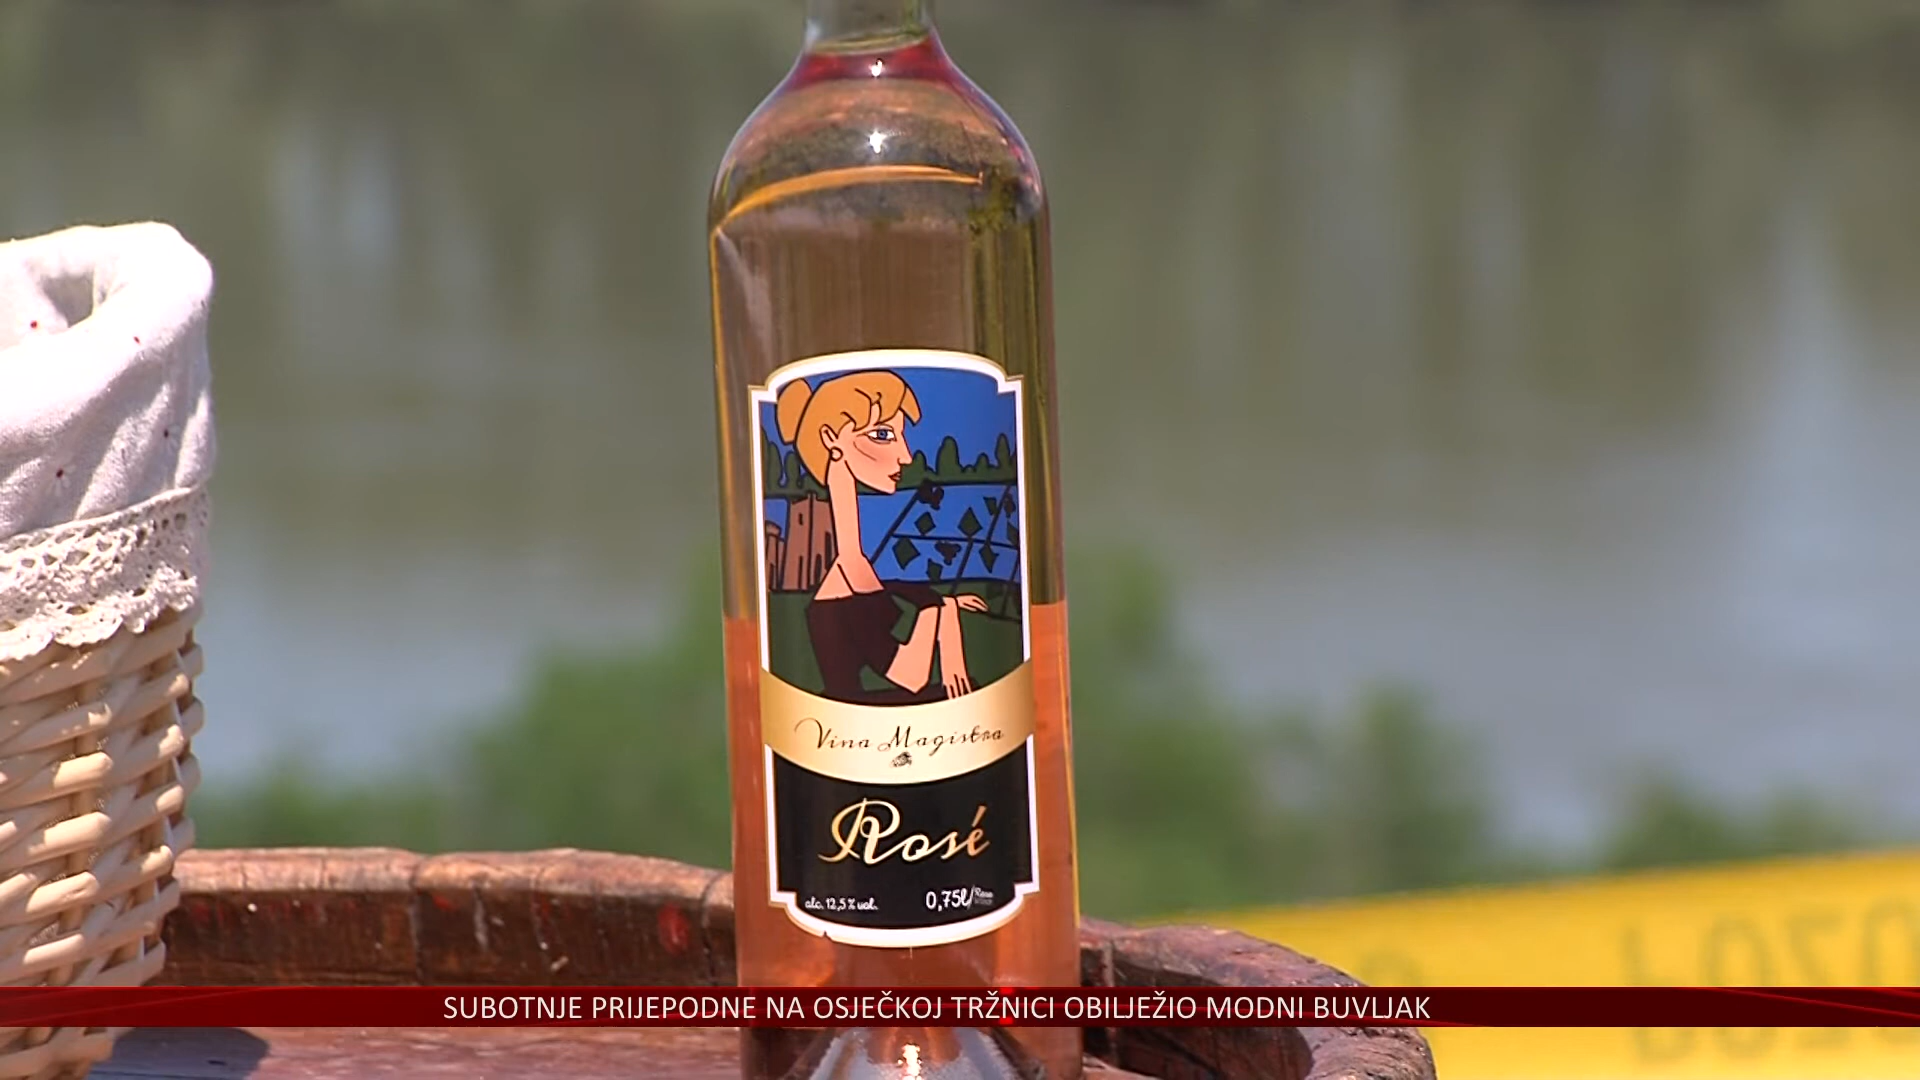 Vina Magistra
Rosé
alc. 12,5 % vol. 0,75ℓ
SUBOTNJE PRIJEPODNE NA OSJEČKOJ TRŽNICI OBILJEŽIO MODNI BUVLJAK